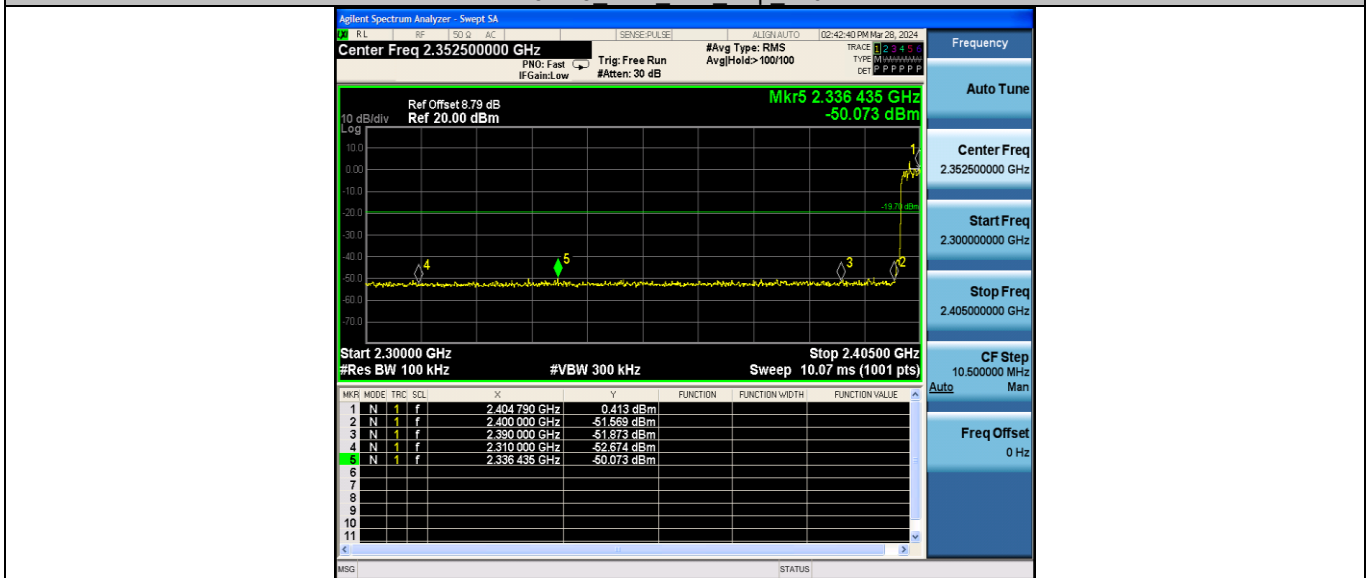 Agilent Spectrum Analyzer - Swept SA
RL RF 50 Ω AC SENSE:PULSE ALIGN AUTO 02:42:40 PM Mar 28, 2024
Center Freq 2.352500000 GHz
PNO: Fast
IFGain:Low
Trig: Free Run
#Atten: 30 dB
#Avg Type: RMS
Avg|Hold:>100/100
TRACE 1 2 3 4 5 6
TYPE M
DET P P P P P P
Mkr5 2.336 435 GHz
-50.073 dBm
Ref Offset 8.79 dB
10 dB/div Ref 20.00 dBm
Log
10.0
0.00
-10.0
-20.0
-30.0
-40.0
-50.0
-60.0
-70.0
1
4
5
3
2
Start 2.30000 GHz Stop 2.40500 GHz
#Res BW 100 kHz #VBW 300 kHz Sweep 10.07 ms (1001 pts)
MKR MODE TRC SCL X Y FUNCTION FUNCTION WIDTH FUNCTION VALUE
1 N 1 f 2.404 790 GHz 0.413 dBm
2 N 1 f 2.400 000 GHz -51.569 dBm
3 N 1 f 2.390 000 GHz -51.873 dBm
4 N 1 f 2.310 000 GHz -52.674 dBm
5 N 1 f 2.336 435 GHz -50.073 dBm
6
7
8
9
10
11
MSG STATUS
Frequency
Auto Tune
Center Freq
2.352500000 GHz
Start Freq
2.300000000 GHz
Stop Freq
2.405000000 GHz
CF Step
10.500000 MHz
Auto Man
Freq Offset
0 Hz